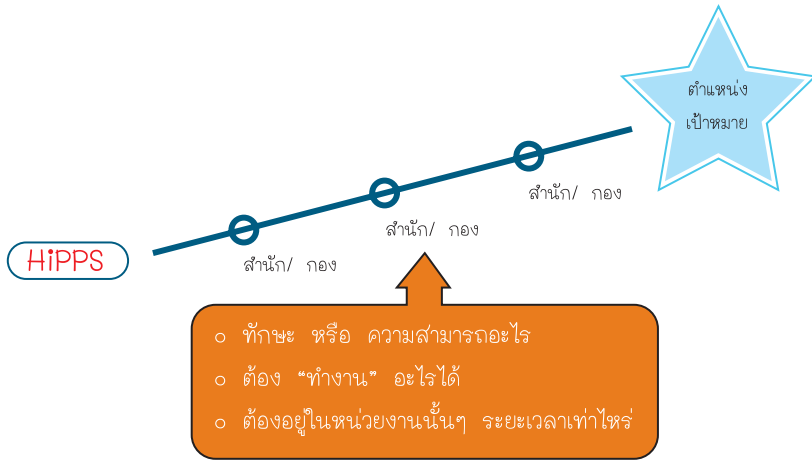 ตำแหน่ง
เป้าหมาย
สำนัก/ กอง
สำนัก/ กอง
สำนัก/ กอง
HiPPS
o ทักษะ หรือ ความสามารถอะไร
o ต้อง “ทำงาน” อะไรได้
o ต้องอยู่ในหน่วยงานนั้นๆ ระยะเวลาเท่าไหร่